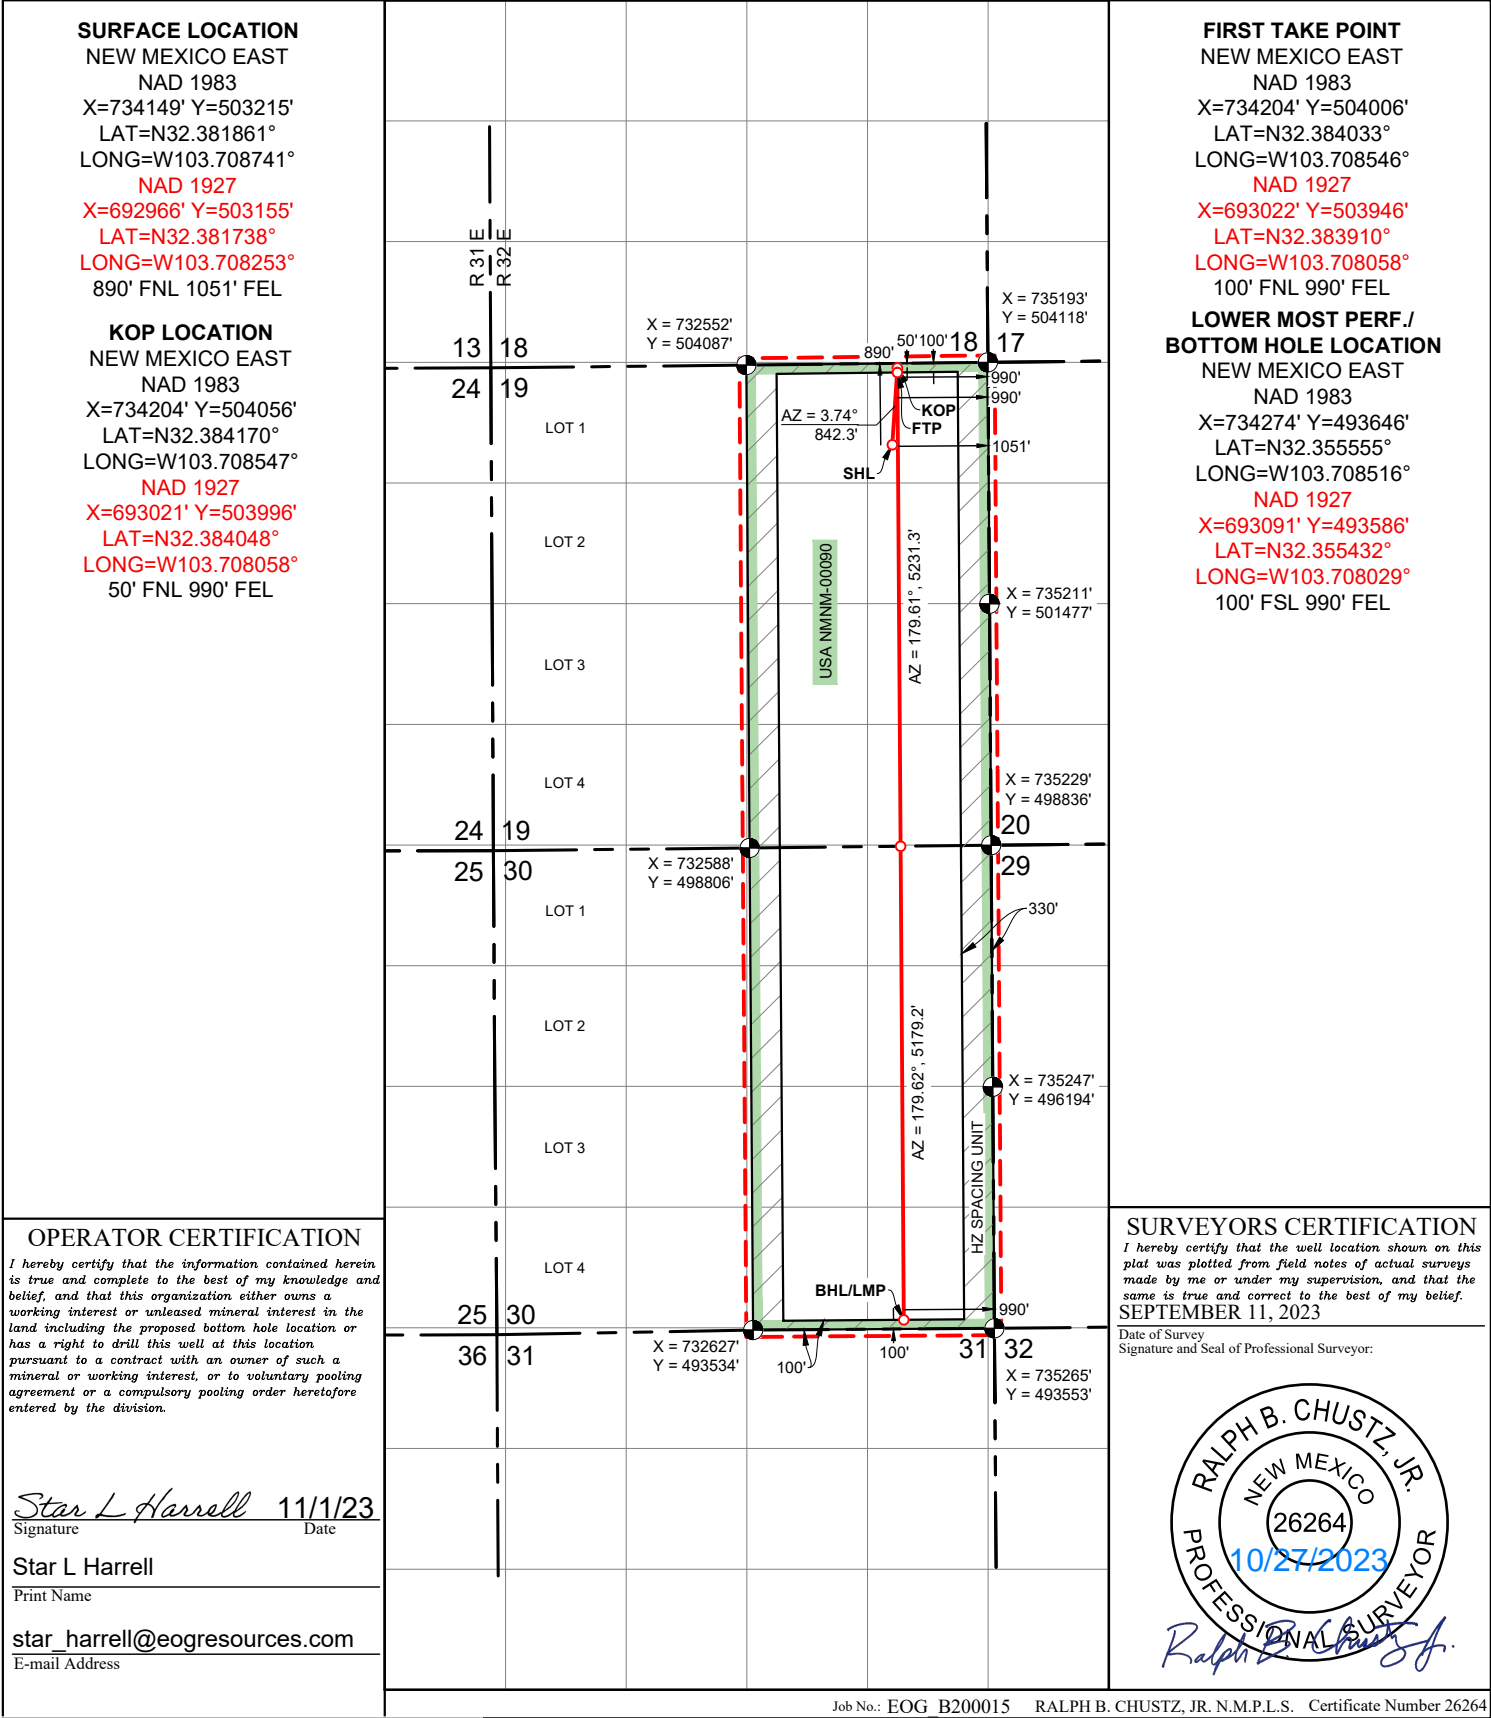 SURFACE LOCATION
NEW MEXICO EAST
NAD 1983
X=734149' Y=503215'
LAT=N32.381861°
LONG=W103.708741°
NAD 1927
X=692966' Y=503155'
LAT=N32.381738°
LONG=W103.708253°
890' FNL 1051' FEL
KOP LOCATION
NEW MEXICO EAST
NAD 1983
X=734204' Y=504056'
LAT=N32.384170°
LONG=W103.708547°
NAD 1927
X=693021' Y=503996'
LAT=N32.384048°
LONG=W103.708058°
50' FNL 990' FEL
R 31 E
R 32 E
X = 732552'
Y = 504087'
X = 735193'
Y = 504118'
13 18
24 19
890'
50' 100' 18 17
990'
990'
KOP
FTP
AZ = 3.74°
842.3'
1051'
SHL
LOT 1
LOT 2
LOT 3
LOT 4
USA NMNM-00090
AZ = 179.61°, 5231.3'
X = 735211'
Y = 501477'
X = 735229'
Y = 498836'
24 19
25 30
20
29
X = 732588'
Y = 498806'
330'
LOT 1
LOT 2
LOT 3
LOT 4
AZ = 179.62°, 5179.2'
X = 735247'
Y = 496194'
HZ SPACING UNIT
BHL/LMP
990'
25 30
36 31
X = 732627'
Y = 493534'
100'
100'
31 32
X = 735265'
Y = 493553'
FIRST TAKE POINT
NEW MEXICO EAST
NAD 1983
X=734204' Y=504006'
LAT=N32.384033°
LONG=W103.708546°
NAD 1927
X=693022' Y=503946'
LAT=N32.383910°
LONG=W103.708058°
100' FNL 990' FEL
LOWER MOST PERF./
BOTTOM HOLE LOCATION
NEW MEXICO EAST
NAD 1983
X=734274' Y=493646'
LAT=N32.355555°
LONG=W103.708516°
NAD 1927
X=693091' Y=493586'
LAT=N32.355432°
LONG=W103.708029°
100' FSL 990' FEL
OPERATOR CERTIFICATION
I hereby certify that the information contained herein
is true and complete to the best of my knowledge and
belief, and that this organization either owns a
working interest or unleased mineral interest in the
land including the proposed bottom hole location or
has a right to drill this well at this location
pursuant to a contract with an owner of such a
mineral or working interest, or to voluntary pooling
agreement or a compulsory pooling order heretofore
entered by the division.
Star L Harrell 11/1/23
Signature Date
Star L Harrell
Print Name
star_harrell@eogresources.com
E-mail Address
SURVEYORS CERTIFICATION
I hereby certify that the well location shown on this
plat was plotted from field notes of actual surveys
made by me or under my supervision, and that the
same is true and correct to the best of my belief.
SEPTEMBER 11, 2023
Date of Survey
Signature and Seal of Professional Surveyor:
RALPH B. CHUSTZ, JR.
NEW MEXICO
26264
10/27/2023
PROFESSIONAL SURVEYOR
Ralph B. Chustz Jr.
Job No.: EOG_B200015 RALPH B. CHUSTZ, JR. N.M.P.L.S. Certificate Number 26264